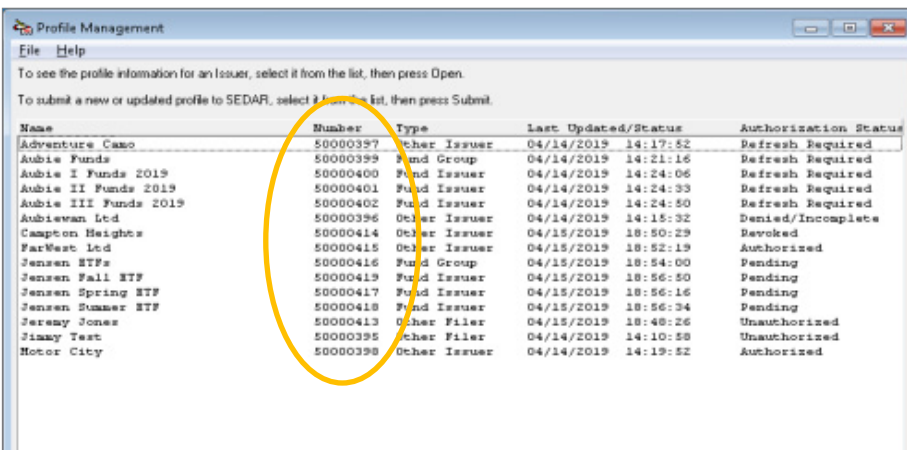 Profile Management
File Help
To see the profile information for an Issuer, select it from the list, then press Open.
To submit a new or updated profile to SEDAR, select it from the list, then press Submit.
Name Number Type Last Updated/Status Authorization Status
Adventure Camo 50000397 Other Issuer 04/14/2019 14:17:52 Refresh Required
Aubie Funds 50000399 Fund Group 04/14/2019 14:21:16 Refresh Required
Aubie I Funds 2019 50000400 Fund Issuer 04/14/2019 14:24:06 Refresh Required
Aubie II Funds 2019 50000401 Fund Issuer 04/14/2019 14:24:33 Refresh Required
Aubie III Funds 2019 50000402 Fund Issuer 04/14/2019 14:24:50 Refresh Required
Aubiewan Ltd 50000396 Other Issuer 04/14/2019 14:15:32 Denied/Incomplete
Campton Heights 50000414 Other Issuer 04/15/2019 18:50:29 Revoked
FarWest Ltd 50000415 Other Issuer 04/15/2019 18:52:19 Authorized
Jensen ETFs 50000416 Fund Group 04/15/2019 18:54:00 Pending
Jensen Fall ETF 50000419 Fund Issuer 04/15/2019 18:56:50 Pending
Jensen Spring ETF 50000417 Fund Issuer 04/15/2019 18:56:16 Pending
Jensen Summer ETF 50000418 Fund Issuer 04/15/2019 18:56:34 Pending
Jeremy Jones 50000413 Other Filer 04/15/2019 18:48:26 Unauthorized
Jimmy Test 50000395 Other Filer 04/14/2019 14:10:58 Unauthorized
Motor City 50000398 Other Issuer 04/14/2019 14:19:52 Authorized